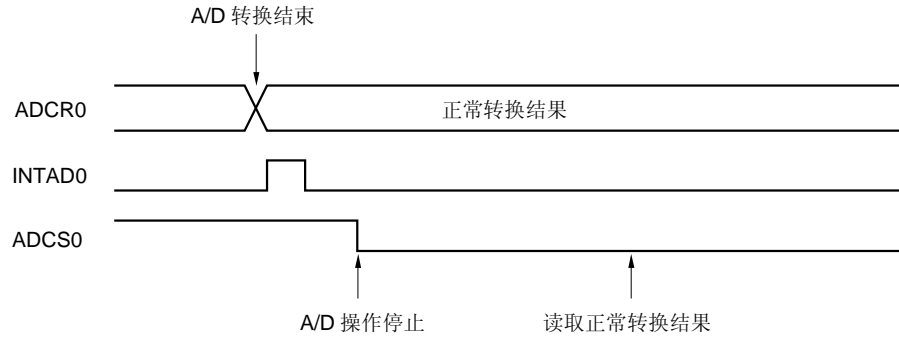 A/D 转换结束
ADCR0
正常转换结果
INTAD0
ADCS0
A/D 操作停止
读取正常转换结果